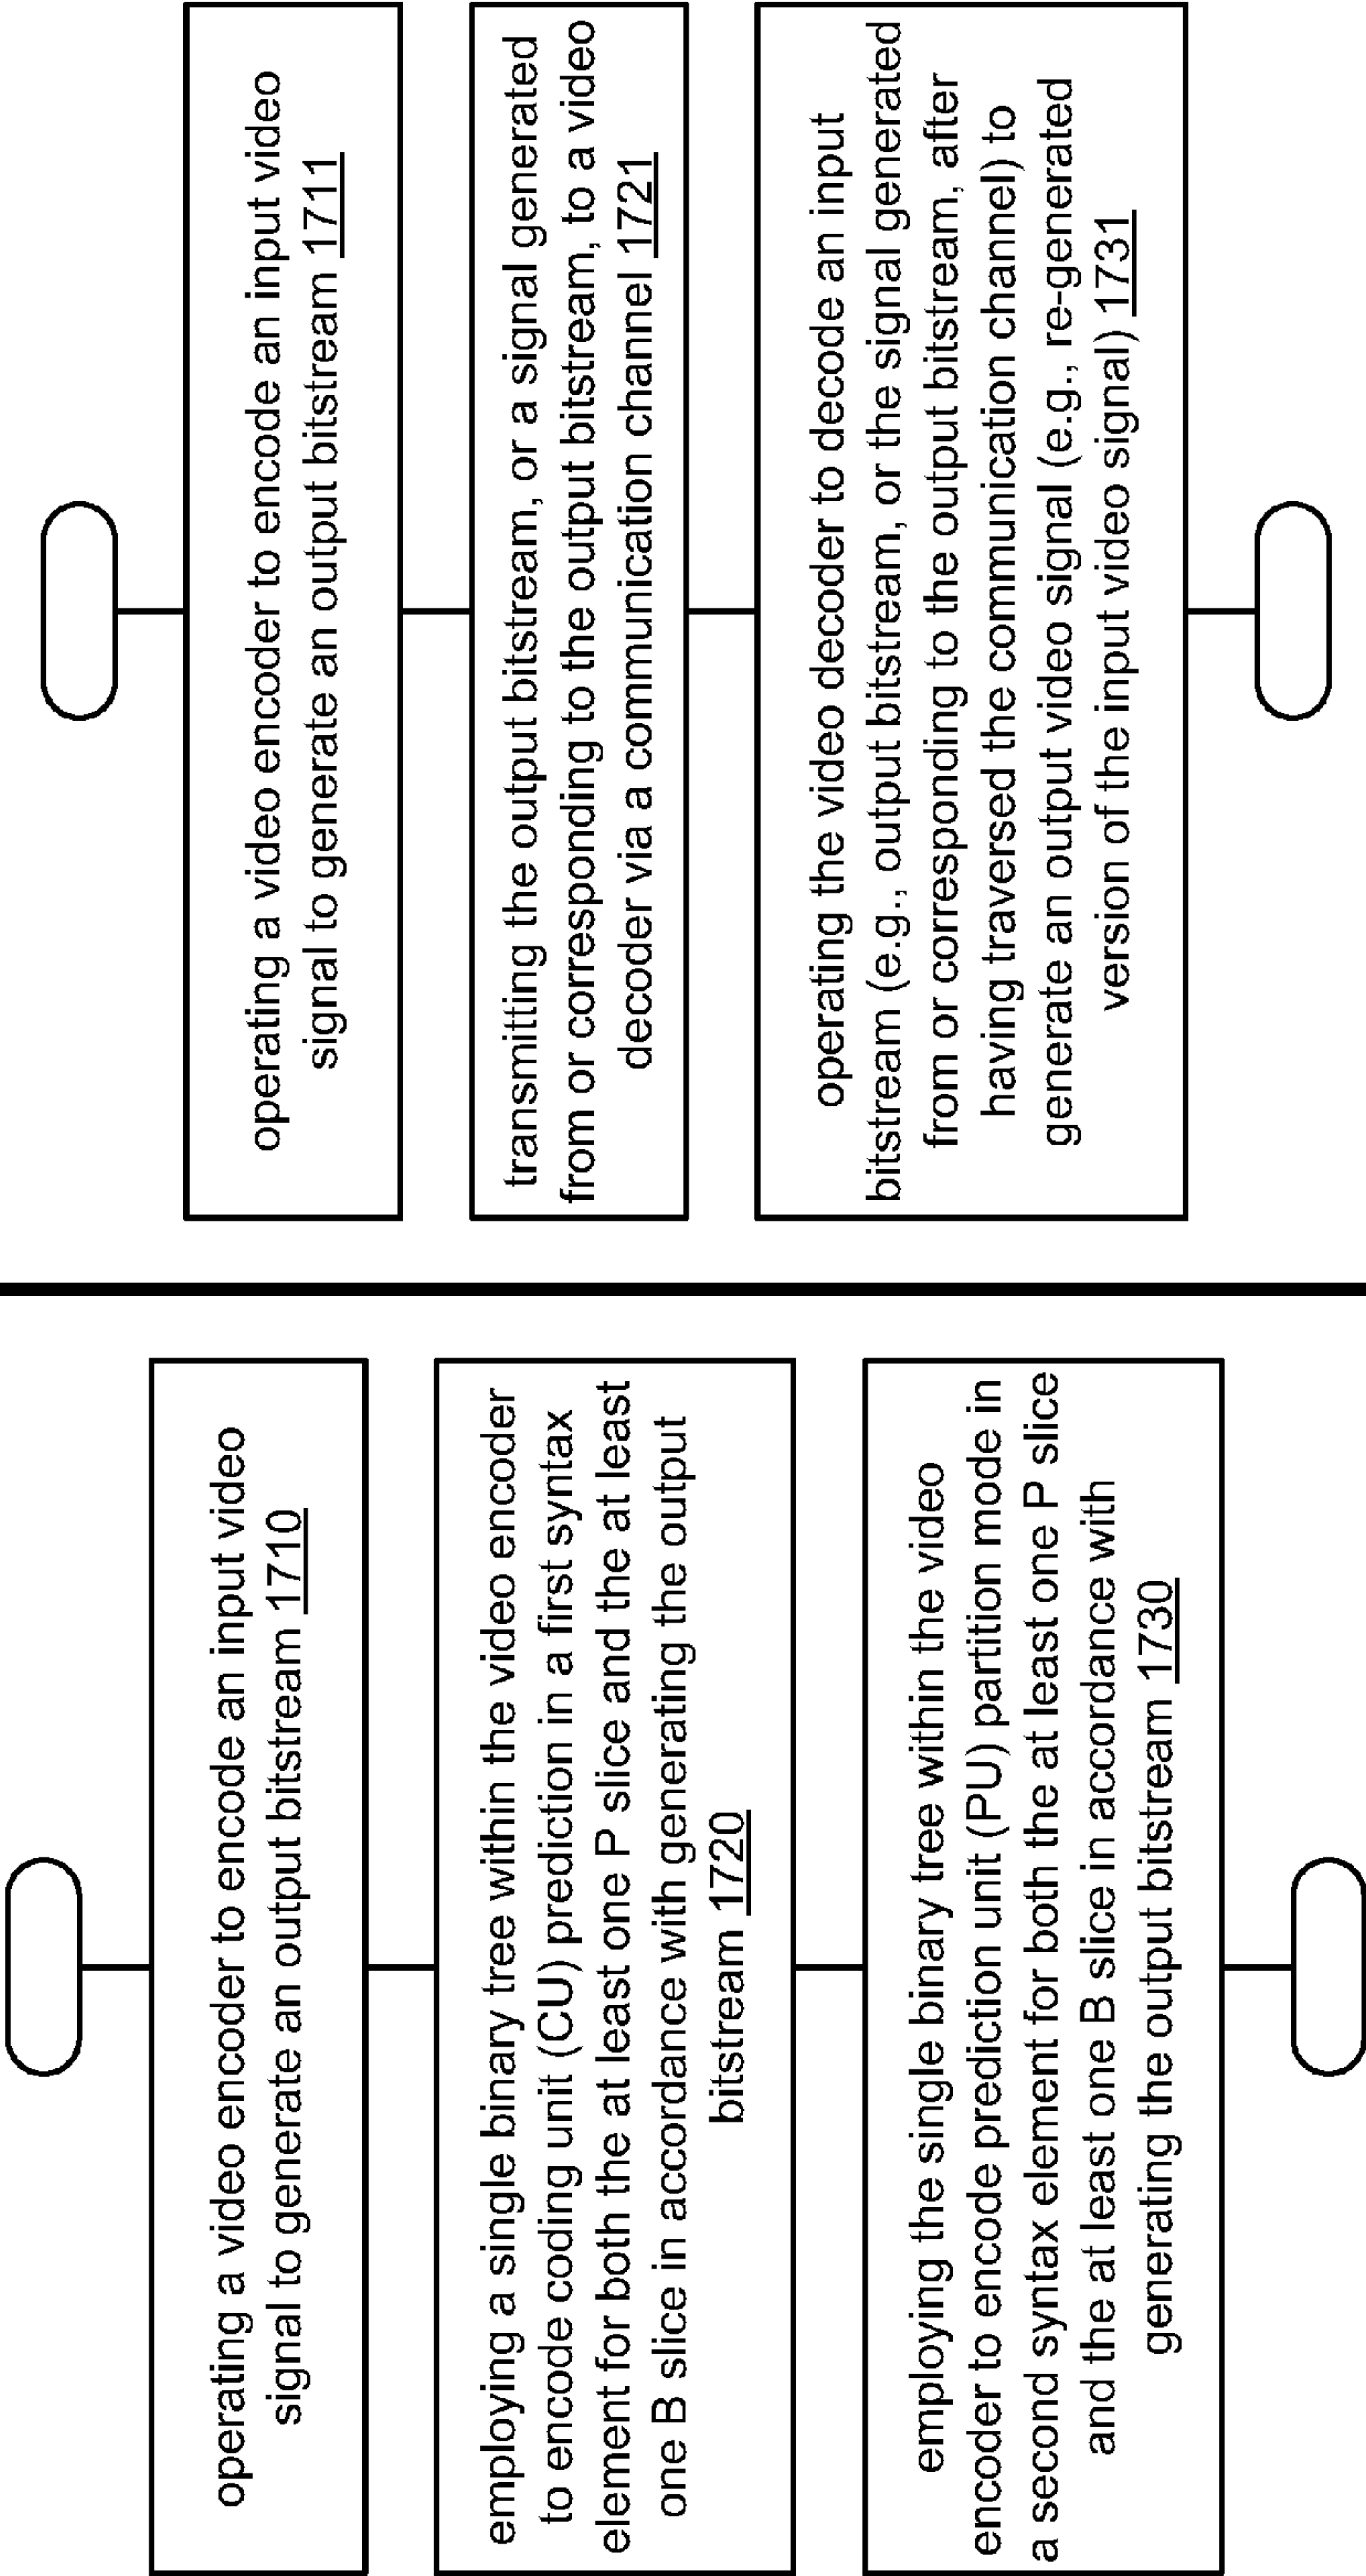 operating a video encoder to encode an input video
signal to generate an output bitstream 1710
employing a single binary tree within the video encoder
to encode coding unit (CU) prediction in a first syntax
element for both the at least one P slice and the at least
one B slice in accordance with generating the output
bitstream 1720
employing the single binary tree within the video
encoder to encode prediction unit (PU) partition mode in
a second syntax element for both the at least one P slice
and the at least one B slice in accordance with
generating the output bitstream 1730
operating a video encoder to encode an input video
signal to generate an output bitstream 1711
transmitting the output bitstream, or a signal generated
from or corresponding to the output bitstream, to a video
decoder via a communication channel 1721
operating the video decoder to decode an input
bitstream (e.g., output bitstream, or the signal generated
from or corresponding to the output bitstream, after
having traversed the communication channel) to
generate an output video signal (e.g., re-generated
version of the input video signal) 1731